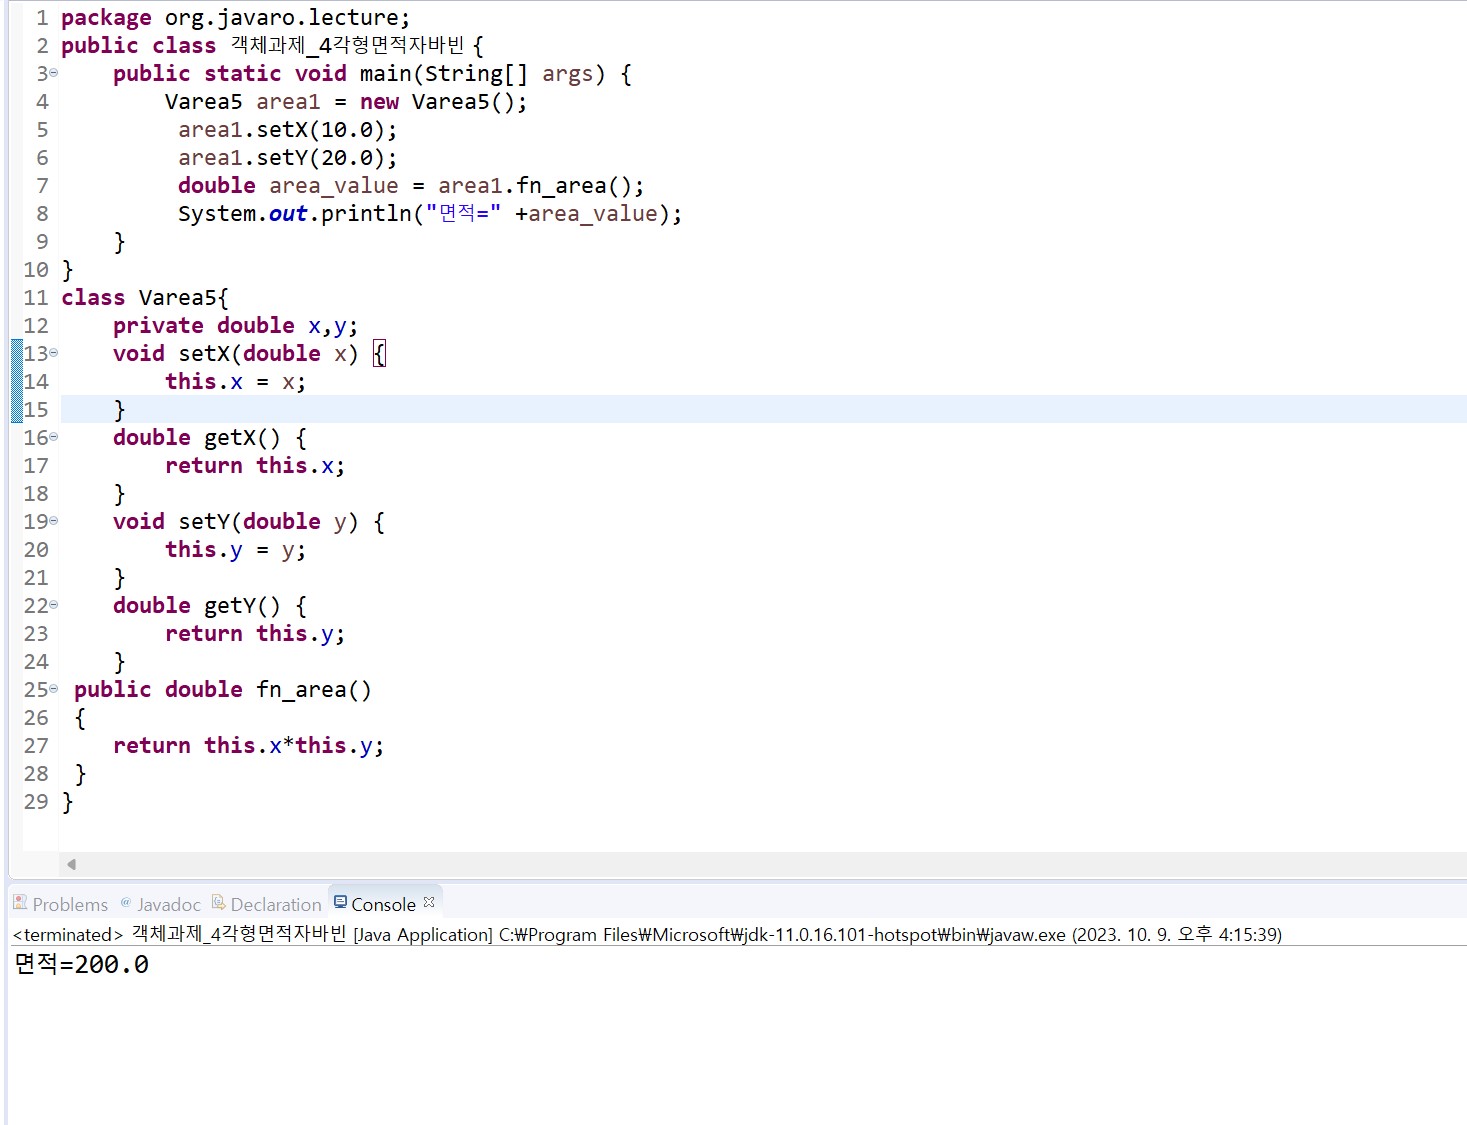 1 package org.javaro.lecture;
2 public class 객체과제_4각형면적자바빈 {
3 public static void main(String[] args) {
4 Varea5 area1 = new Varea5();
5 area1.setX(10.0);
6 area1.setY(20.0);
7 double area_value = area1.fn_area();
8 System.out.println("면적=" +area_value);
9 }
10 }
11 class Varea5{
12 private double x,y;
13 void setX(double x) {
14 this.x = x;
15 }
16 double getX() {
17 return this.x;
18 }
19 void setY(double y) {
20 this.y = y;
21 }
22 double getY() {
23 return this.y;
24 }
25 public double fn_area()
26 {
27 return this.x*this.y;
28 }
29 }
Problems @ Javadoc Declaration Console
<terminated> 객체과제_4각형면적자바빈 [Java Application] C:₩Program Files₩Microsoft₩jdk-11.0.16.101-hotspot₩bin₩javaw.exe (2023. 10. 9. 오후 4:15:39)
면적=200.0